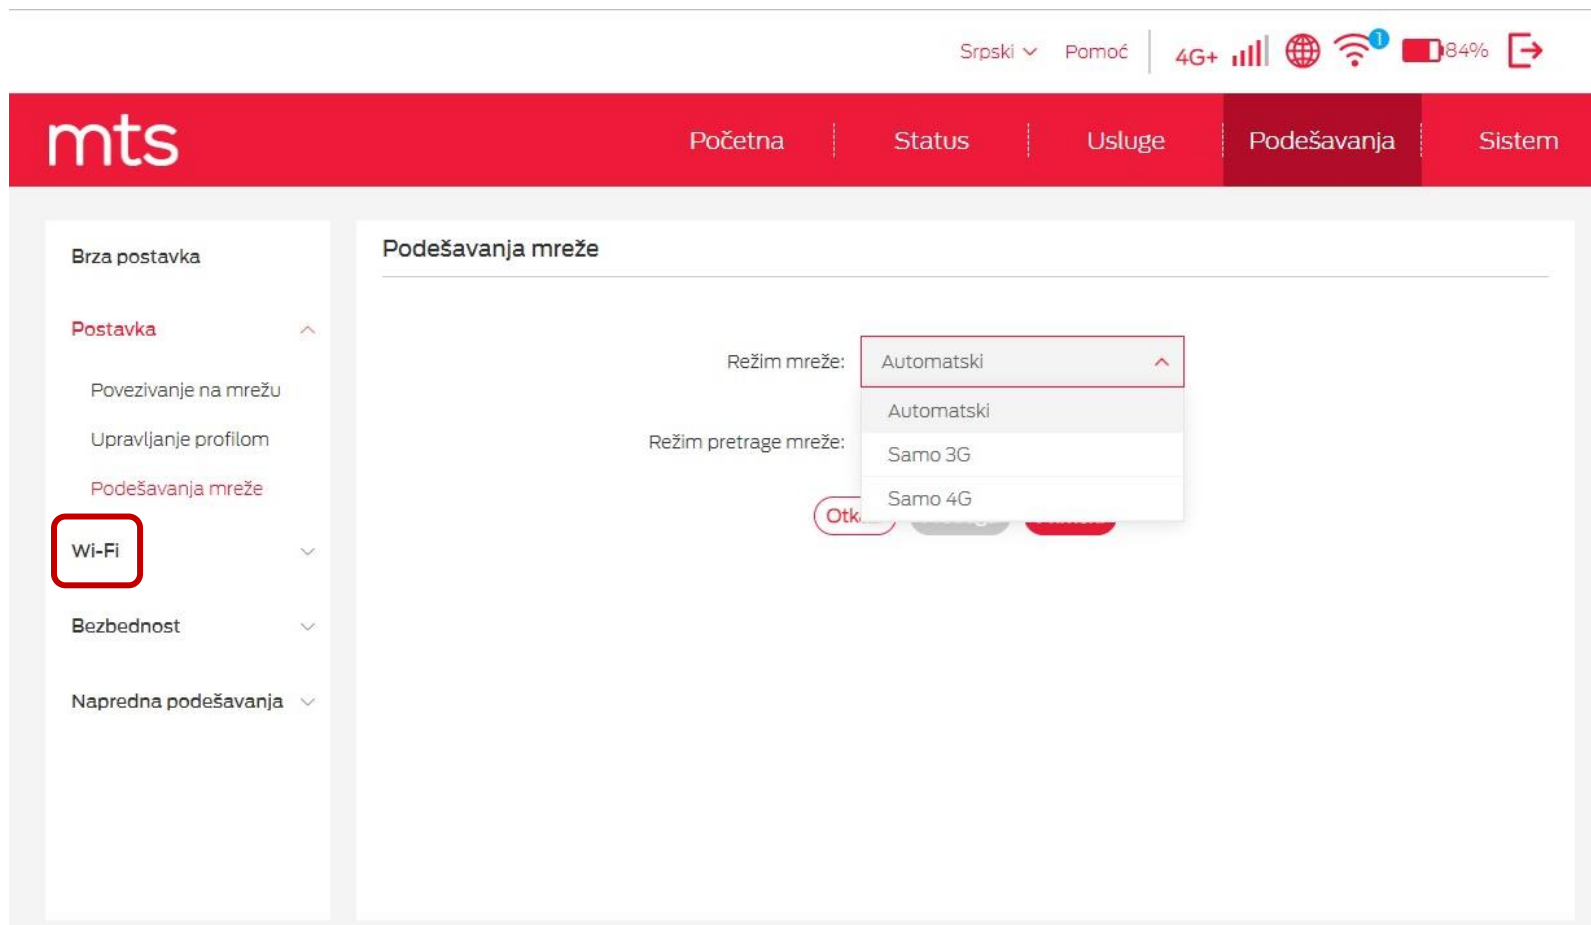 Srpski Pomoć 4G+ 1 84%
mts Početna Status Usluge Podešavanja Sistem
Brza postavka
Postavka
Povezivanje na mrežu
Upravljanje profilom
Podešavanja mreže
Wi-Fi
Bezbednost
Napredna podešavanja
Podešavanja mreže
Režim mreže: Automatski
Automatski
Režim pretrage mreže:
Samo 3G
Samo 4G